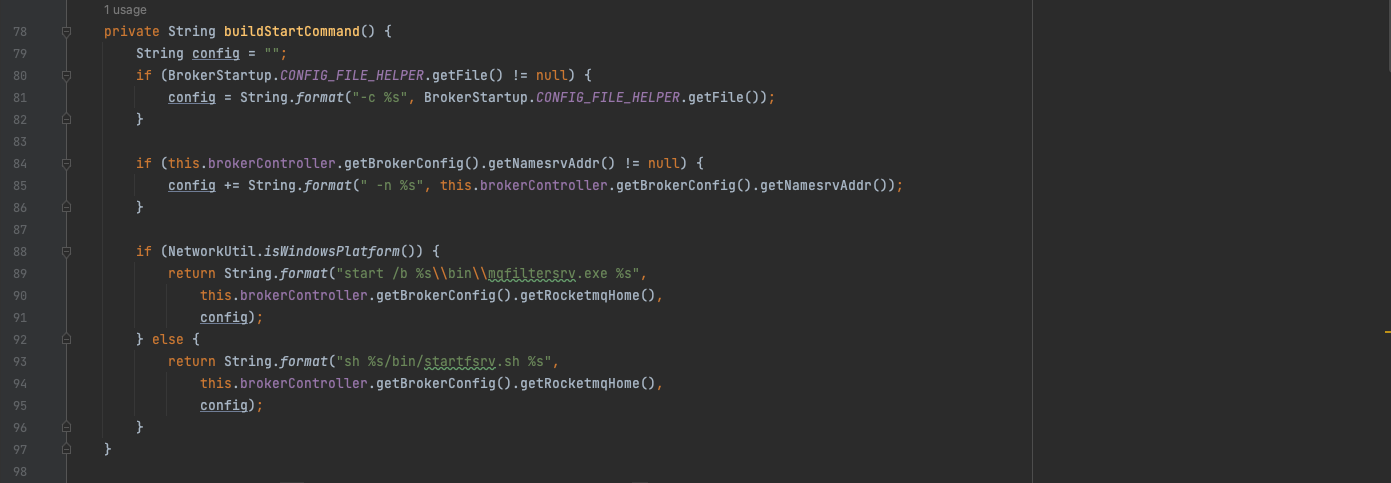 1 usage
78 private String buildStartCommand() {
79 String config = "";
80 if (BrokerStartup.CONFIG_FILE_HELPER.getFile() != null) {
81 config = String.format("-c %s", BrokerStartup.CONFIG_FILE_HELPER.getFile());
82 }
83
84 if (this.brokerController.getBrokerConfig().getNamesrvAddr() != null) {
85 config += String.format(" -n %s", this.brokerController.getBrokerConfig().getNamesrvAddr());
86 }
87
88 if (NetworkUtil.isWindowsPlatform()) {
89 return String.format("start /b %s\\bin\\mqfiltersrv.exe %s",
90 this.brokerController.getBrokerConfig().getRocketmqHome(),
91 config);
92 } else {
93 return String.format("sh %s/bin/startfsrv.sh %s",
94 this.brokerController.getBrokerConfig().getRocketmqHome(),
95 config);
96 }
97 }
98